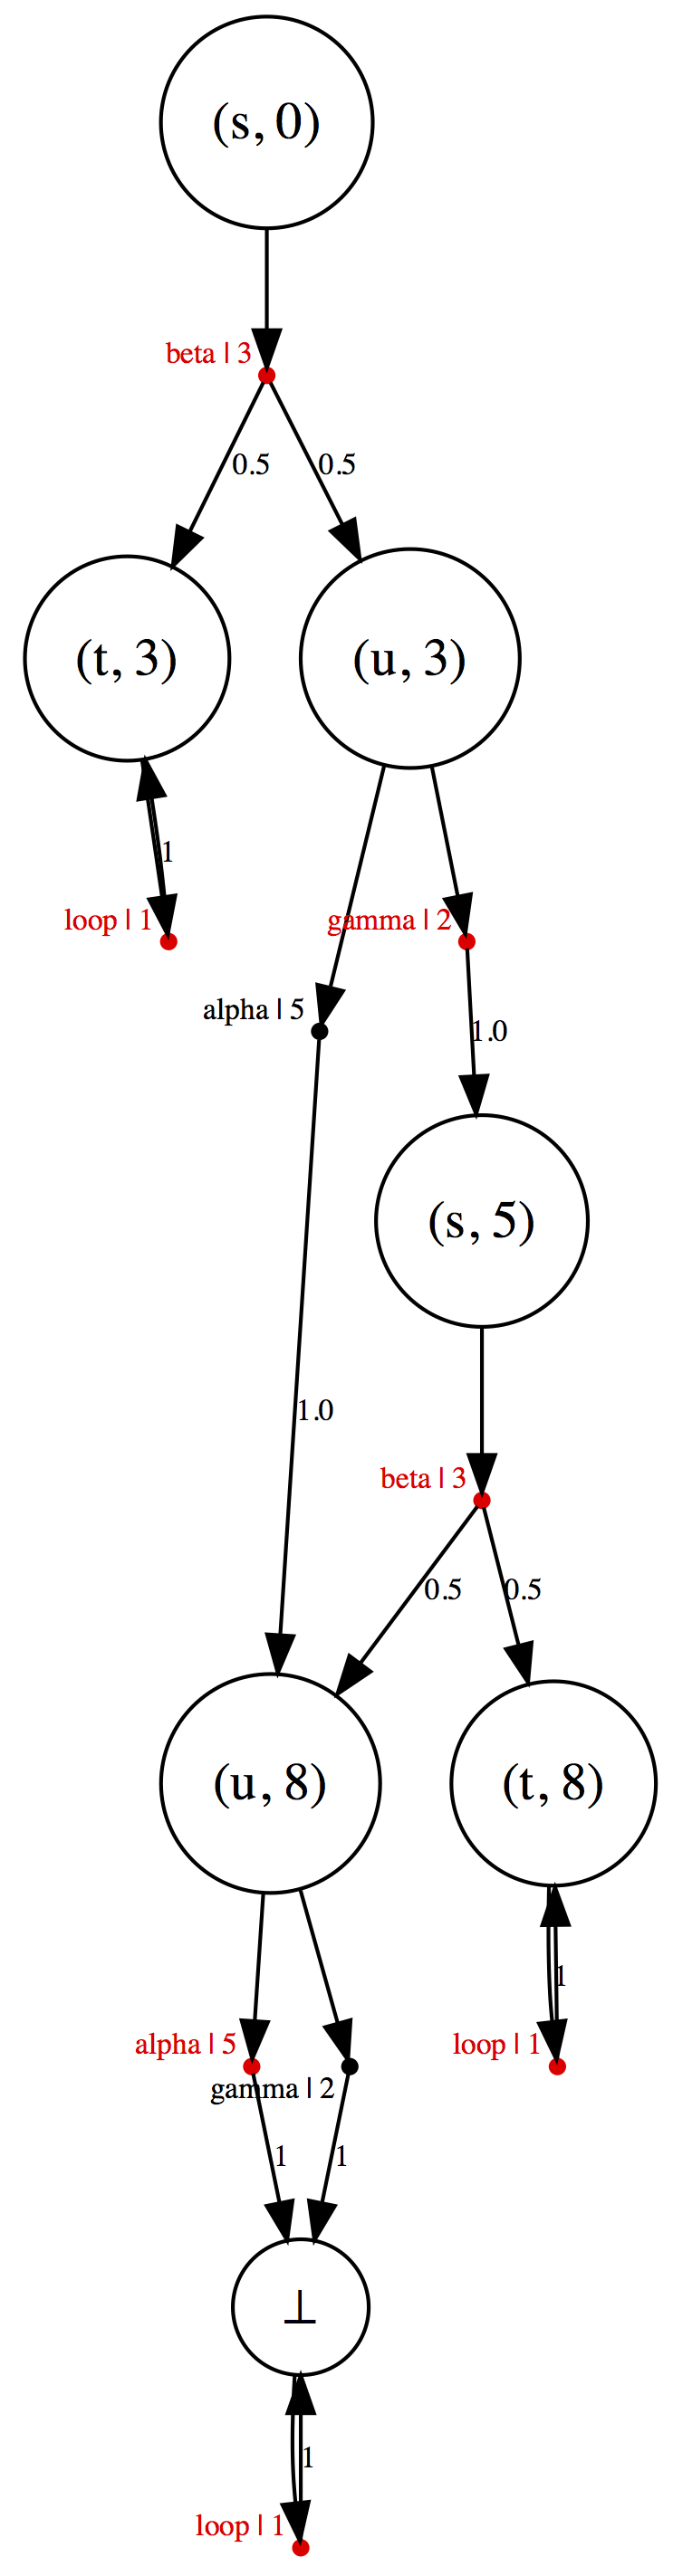 (s, 0)
beta | 3
0.5 0.5
(t, 3) (u, 3)
1
loop | 1 gamma | 2
alpha | 5
1.0
(s, 5)
1.0
beta | 3
0.5 0.5
(u, 8) (t, 8)
1
alpha | 5 loop | 1
gamma | 2
1 1
⊥
1
loop | 1